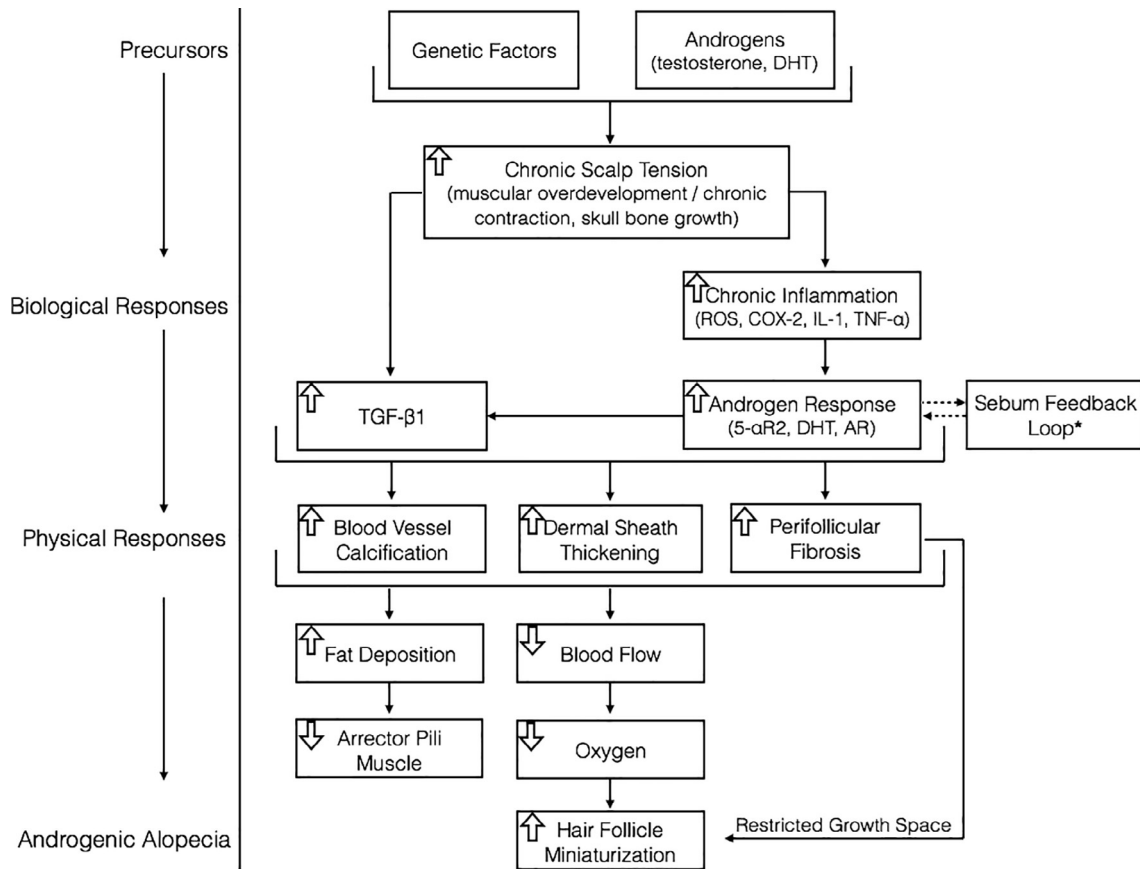 Precursors
Genetic Factors
Androgens
(testosterone, DHT)
Chronic Scalp Tension
(muscular overdevelopment / chronic
contraction, skull bone growth)
Biological Responses
Chronic Inflammation
(ROS, COX-2, IL-1, TNF-α)
TGF-β1
Androgen Response
(5-αR2, DHT, AR)
Sebum Feedback
Loop*
Physical Responses
Blood Vessel
Calcification
Dermal Sheath
Thickening
Perifollicular
Fibrosis
Fat Deposition
Blood Flow
Arrector Pili
Muscle
Oxygen
Androgenic Alopecia
Hair Follicle
Miniaturization
Restricted Growth Space